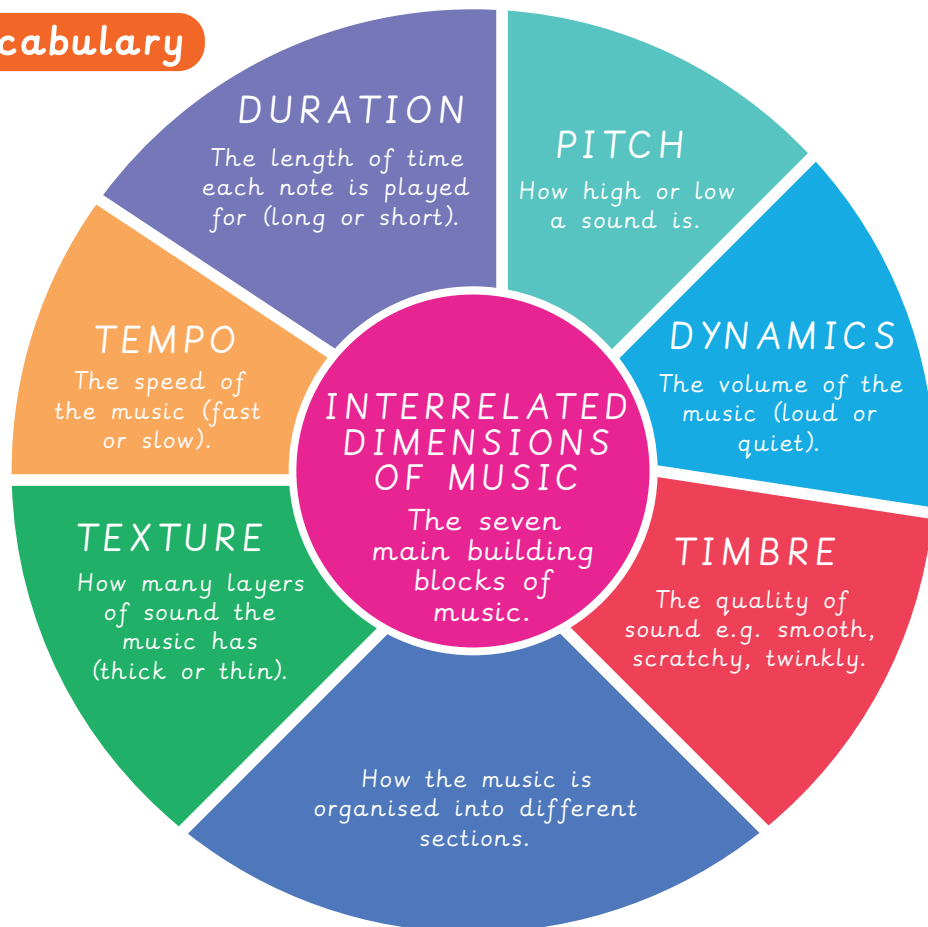 cabulary
DURATION
The length of time
each note is played
for (long or short).
PITCH
How high or low
a sound is.
DYNAMICS
The volume of the
music (loud or
quiet).
TIMBRE
The quality of
sound e.g. smooth,
scratchy, twinkly.
How the music is
organised into different
sections.
TEXTURE
How many layers
of sound the
music has
(thick or thin).
TEMPO
The speed of
the music (fast
or slow).
INTERRELATED
DIMENSIONS
OF MUSIC
The seven
main building
blocks of
music.